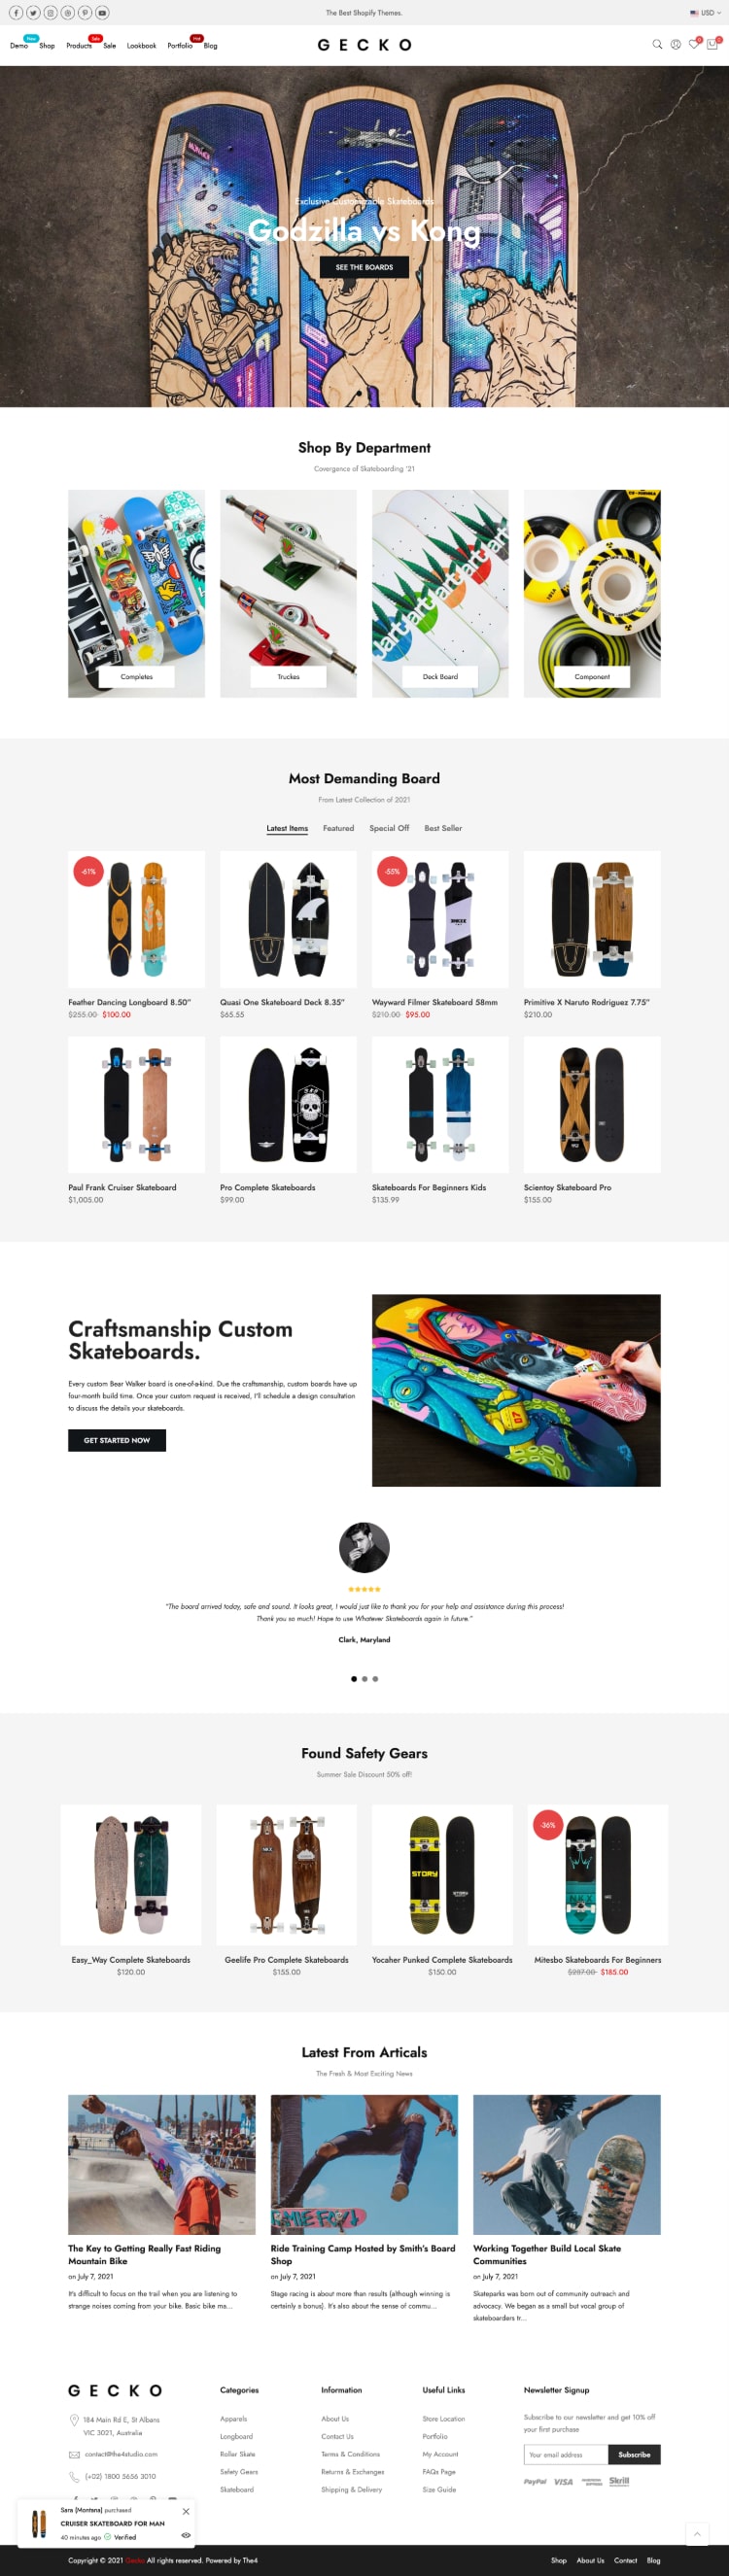 The Best Shopify Themes.
USD
New
Sale
Hot
Demo Shop Products Sale Lookbook Portfolio Blog
GECKO
0
0
Exclusive Customizable Skateboards
Godzilla vs Kong
SEE THE BOARDS
Shop By Department
Covergence of Skateboarding '21
Completes
Truckes
Deck Board
Component
Most Demanding Board
From Latest Collection of 2021
Latest Items Featured Special Off Best Seller
-61%
-55%
Feather Dancing Longboard 8.50"
$255.00 $100.00
Quasi One Skateboard Deck 8.35"
$65.55
Wayward Filmer Skateboard 58mm
$210.00 $95.00
Primitive X Naruto Rodriguez 7.75"
$210.00
Paul Frank Cruiser Skateboard
$1,005.00
Pro Complete Skateboards
$99.00
Skateboards For Beginners Kids
$135.99
Scientoy Skateboard Pro
$155.00
Craftsmanship Custom
Skateboards.
Every custom Bear Walker board is one-of-a-kind. Due the craftsmanship, custom boards have up
four-month build time. Once your custom request is received, I'll schedule a design consultation
to discuss the details your skateboards.
GET STARTED NOW
"The board arrived today, safe and sound. It looks great, I would just like to thank you for your help and assistance during this process!
Thank you so much! Hope to use Whatever Skateboards again in future."
Clark, Maryland
Found Safety Gears
Summer Sale Discount 50% off!
-36%
STORY
Easy_Way Complete Skateboards
$120.00
Geelife Pro Complete Skateboards
$155.00
Yocaher Punked Complete Skateboards
$150.00
Mitesbo Skateboards For Beginners
$287.00 $185.00
Latest From Articals
The Fresh & Most Exciting News
The Key to Getting Really Fast Riding
Mountain Bike
on July 7, 2021
It's difficult to focus on the trail when you are listening to
strange noises coming from your bike. Basic bike ma...
Ride Training Camp Hosted by Smith's Board
Shop
on July 7, 2021
Stage racing is about more than results (although winning is
certainly a bonus). It's also about the sense of commu...
Working Together Build Local Skate
Communities
on July 7, 2021
Skateparks was born out of community outreach and
advocacy. We began as a small but vocal group of
skateboarders tr...
GECKO
184 Main Rd E, St Albans
VIC 3021, Australia
contact@the4studio.com
(+02) 1800 5656 3010
Categories
Apparels
Longboard
Roller Skate
Safety Gears
Skateboard
Information
About Us
Contact Us
Terms & Conditions
Returns & Exchanges
Shipping & Delivery
Useful Links
Store Location
Portfolio
My Account
FAQs Page
Size Guide
Newsletter Signup
Subscribe to our newsletter and get 10% off
your first purchase
Your email address
Subscribe
PayPal VISA Skrill
Sara (Montana) purchased
CRUISER SKATEBOARD FOR MAN
40 minutes ago Verified
Copyright © 2021 Gecko All rights reserved. Powered by The4
Shop About Us Contact Blog